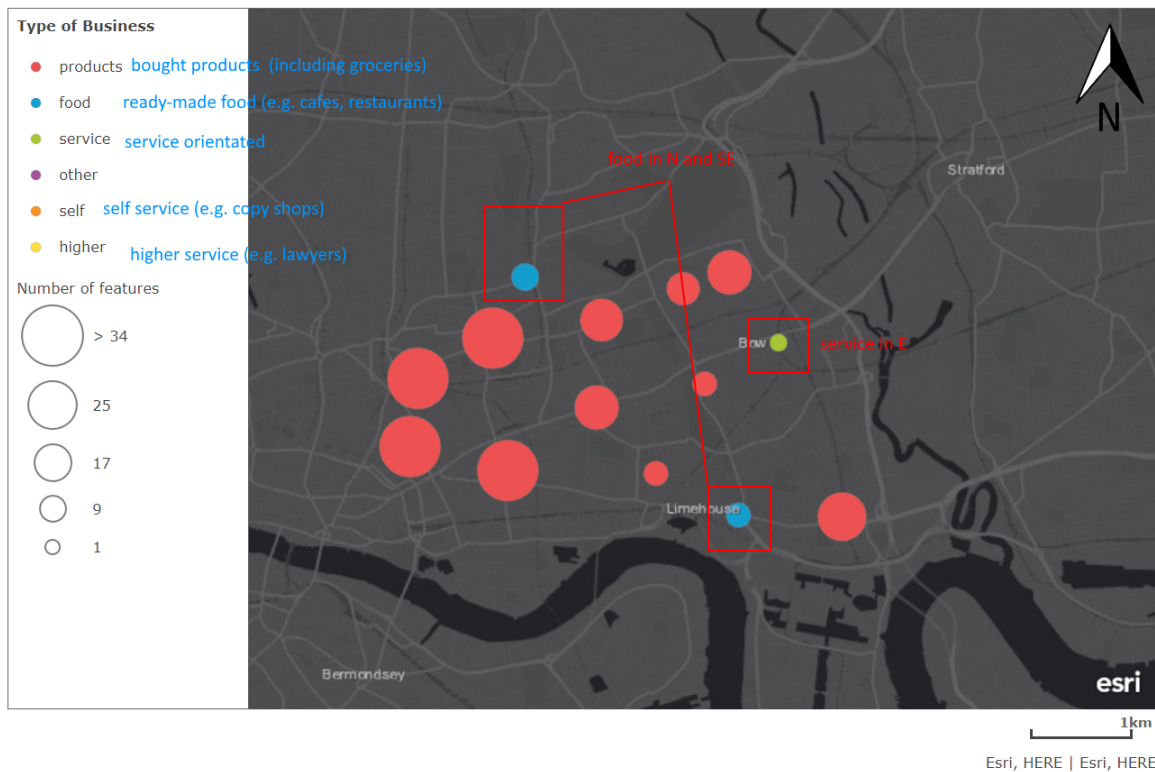 Type of Business
products bought products (including groceries)
food ready-made food (e.g. cafes, restaurants)
service service orientated
other
self self service (e.g. copy shops)
higher higher service (e.g. lawyers)
Number of features
> 34
25
17
9
1
N
food in N and SE
Stratford
Bow
service in E
Limehouse
Bermondsey
esri
1km
Esri, HERE | Esri, HERE